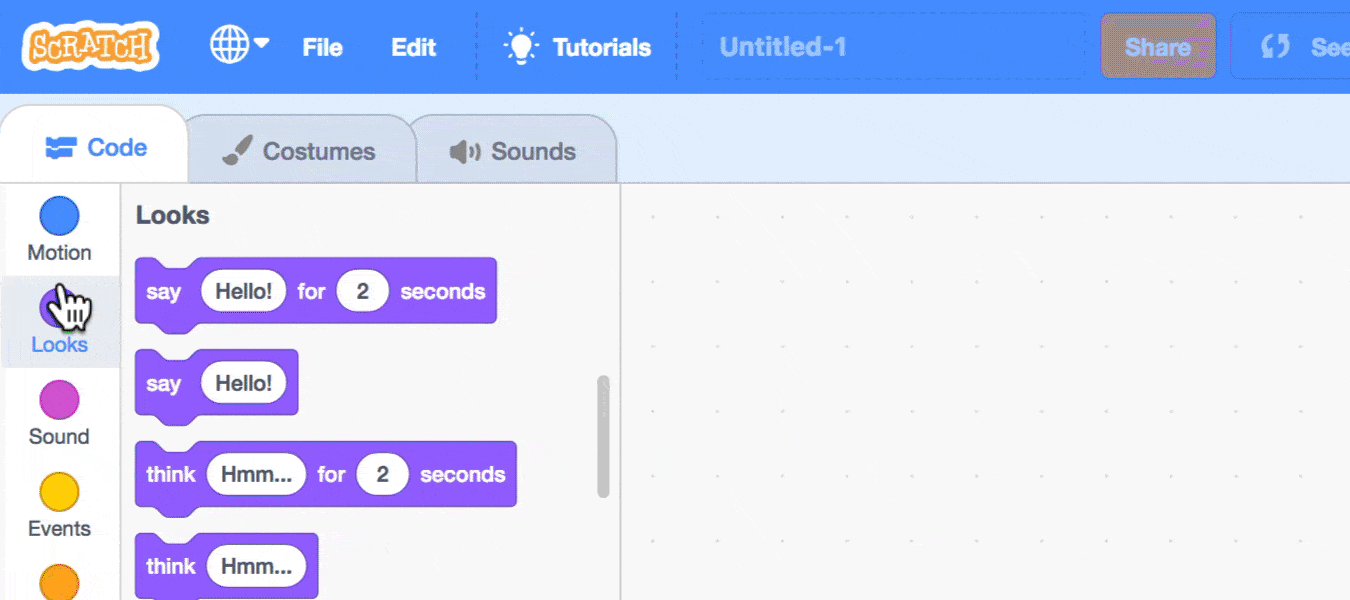 SCRATCH File Edit Tutorials Untitled-1 Share See
Code Costumes Sounds
Motion
Looks
Sound
Events
Looks
say Hello! for 2 seconds
say Hello!
think Hmm... for 2 seconds
think Hmm...